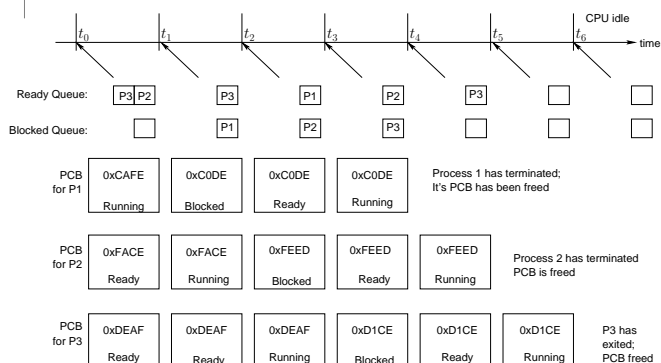 CPU idle
t0 t1 t2 t3 t4 t5 t6
time
Ready Queue: P3 P2 P3 P1 P2 P3
Blocked Queue: P1 P2 P3
PCB
for P1
0xCAFE 0xC0DE 0xC0DE 0xC0DE
Running Blocked Ready Running
Process 1 has terminated;
It's PCB has been freed
PCB
for P2
0xFACE 0xFACE 0xFEED 0xFEED 0xFEED
Ready Running Blocked Ready Running
Process 2 has terminated
PCB is freed
PCB
for P3
0xDEAF 0xDEAF 0xDEAF 0xD1CE 0xD1CE 0xD1CE
Ready Ready Running Blocked Ready Running
P3 has
exited;
PCB freed